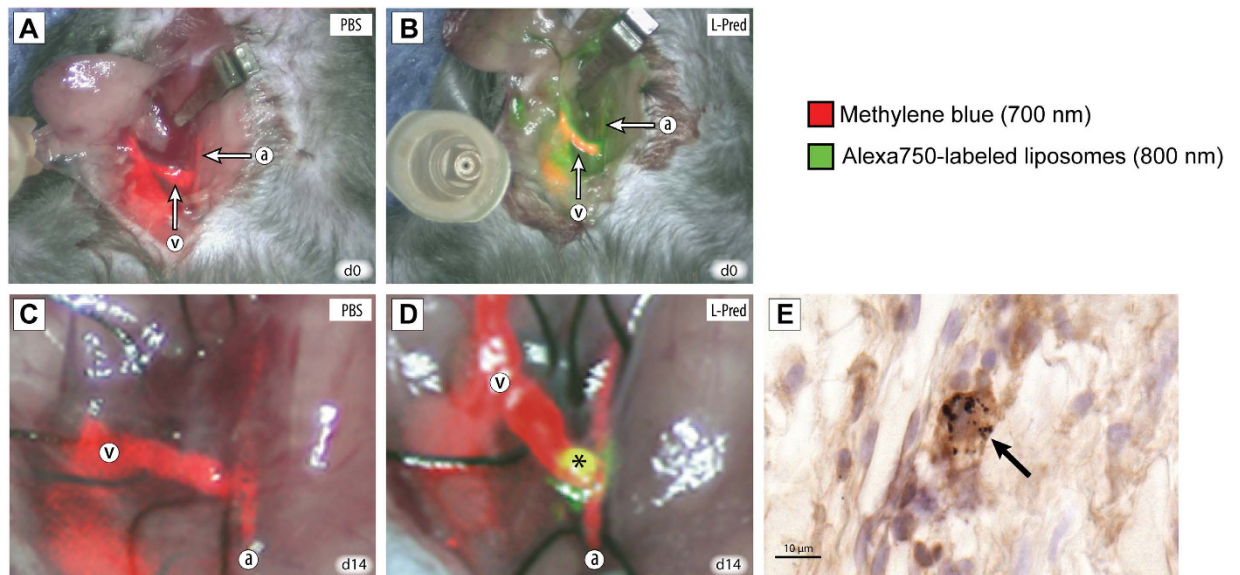 A PBS
a
v
d0
B L-Pred
a
v
d0
Methylene blue (700 nm)
Alexa750-labeled liposomes (800 nm)
C PBS
v
a
d14
D L-Pred
v
*
a
d14
E
10 µm